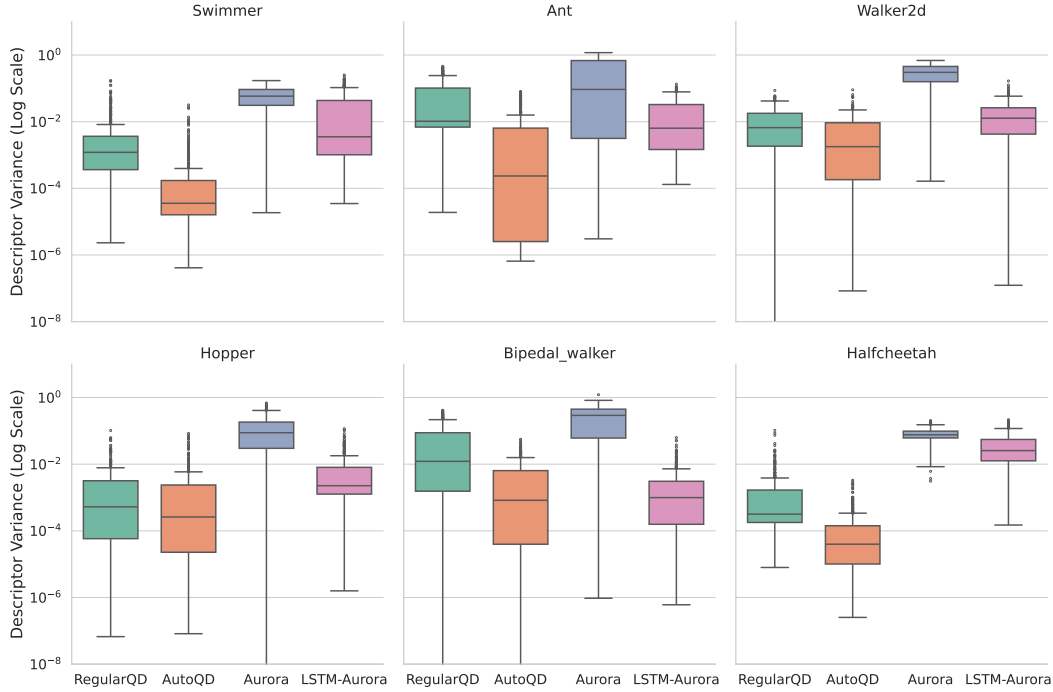 Swimmer
Ant
Walker2d
Descriptor Variance (Log Scale)
10^0
10^-2
10^-4
10^-6
10^-8
Hopper
Bipedal_walker
Halfcheetah
Descriptor Variance (Log Scale)
10^0
10^-2
10^-4
10^-6
10^-8
RegularQD AutoQD Aurora LSTM-Aurora
RegularQD AutoQD Aurora LSTM-Aurora
RegularQD AutoQD Aurora LSTM-Aurora